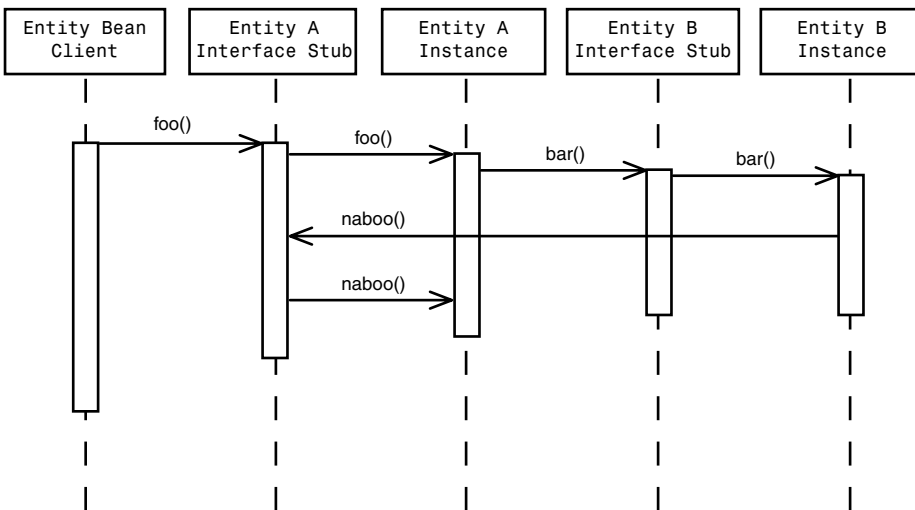 Entity Bean
Client
Entity A
Interface Stub
Entity A
Instance
Entity B
Interface Stub
Entity B
Instance
foo()
foo()
bar()
bar()
naboo()
naboo()